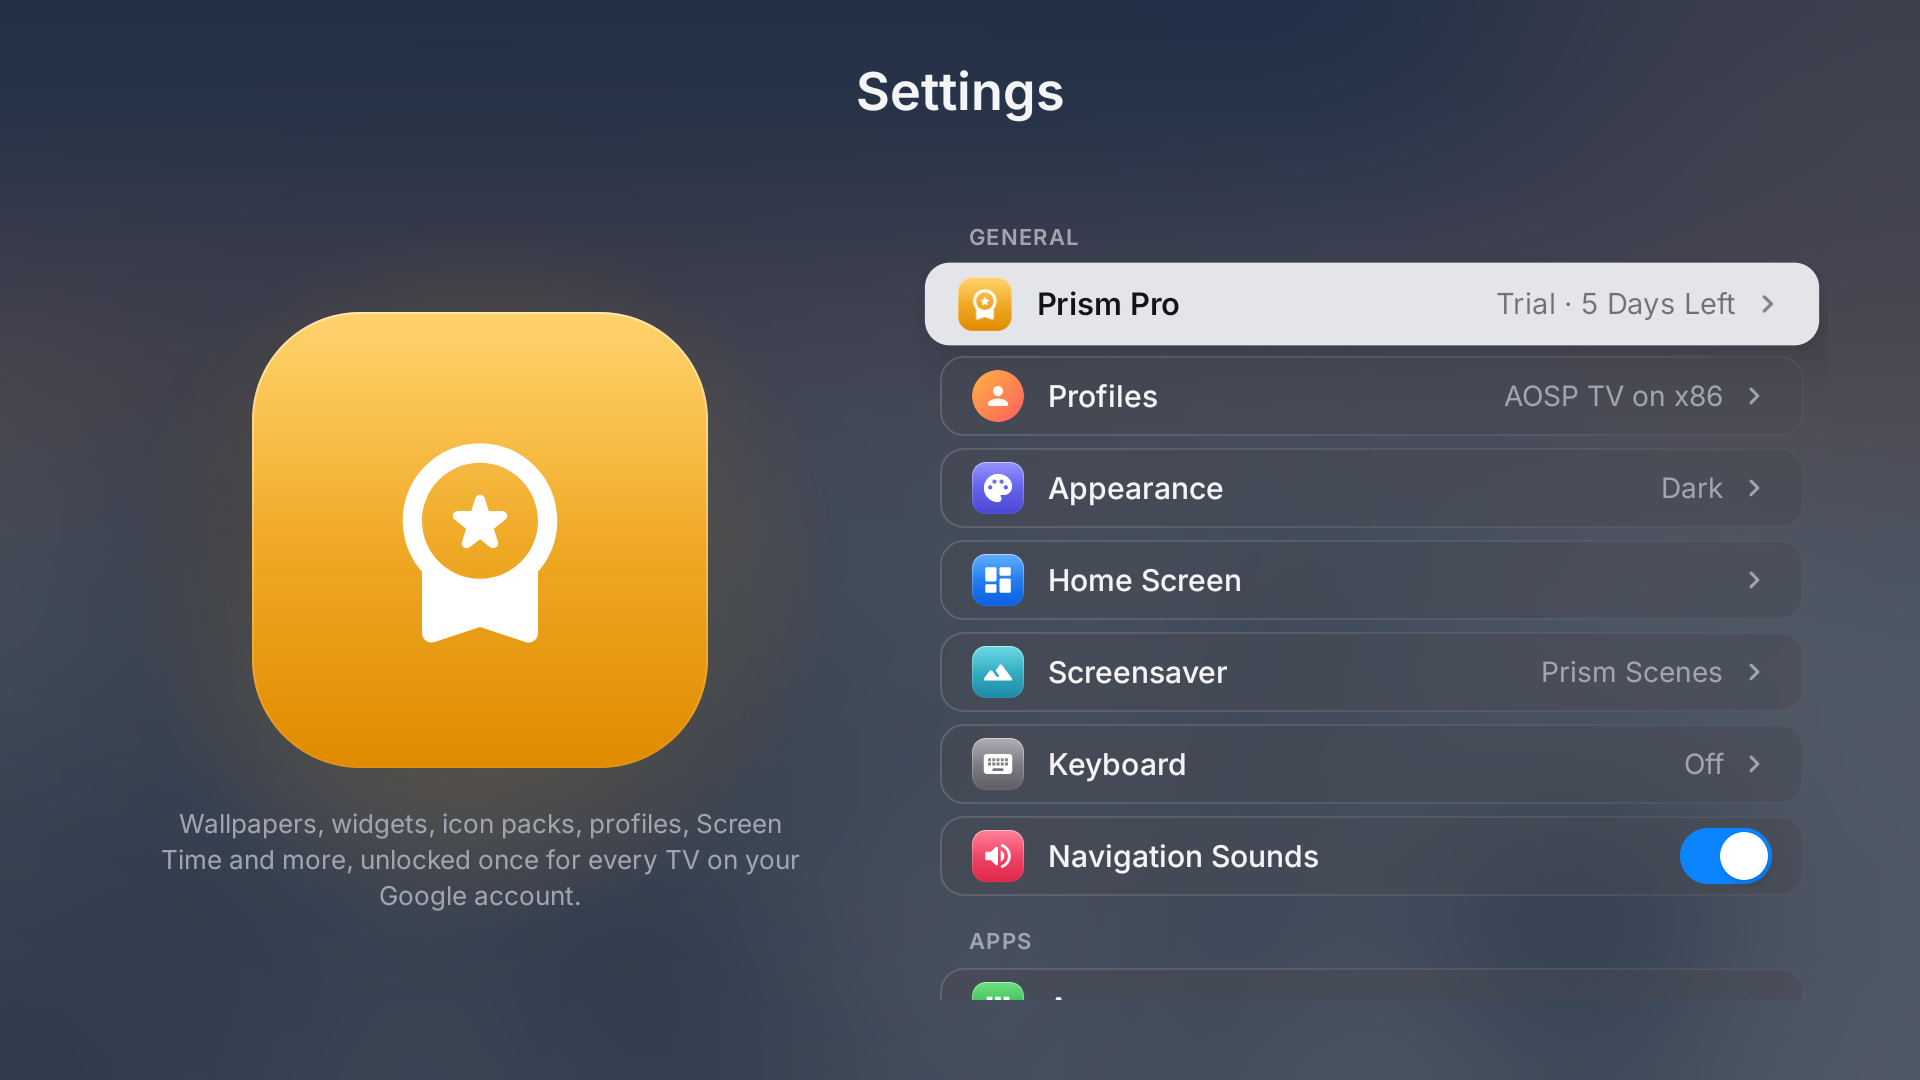 Settings
GENERAL
Prism Pro
Trial · 5 Days Left
Profiles
AOSP TV on x86
Appearance
Dark
Home Screen
Screensaver
Prism Scenes
Keyboard
Off
Navigation Sounds
APPS
Wallpapers, widgets, icon packs, profiles, Screen
Time and more, unlocked once for every TV on your
Google account.